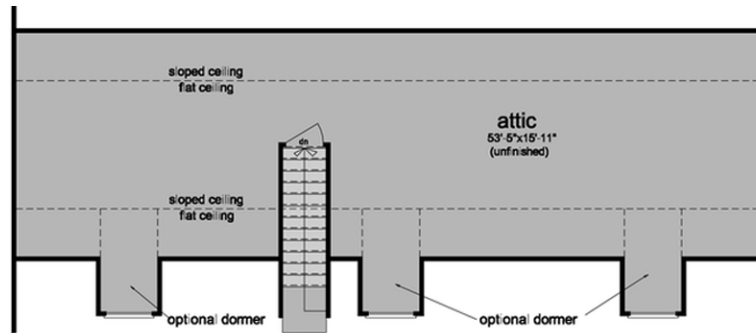 sloped ceiling
flat ceiling
attic
53'-5"x15'-11"
(unfinished)
dn
sloped ceiling
flat ceiling
optional dormer
optional dormer